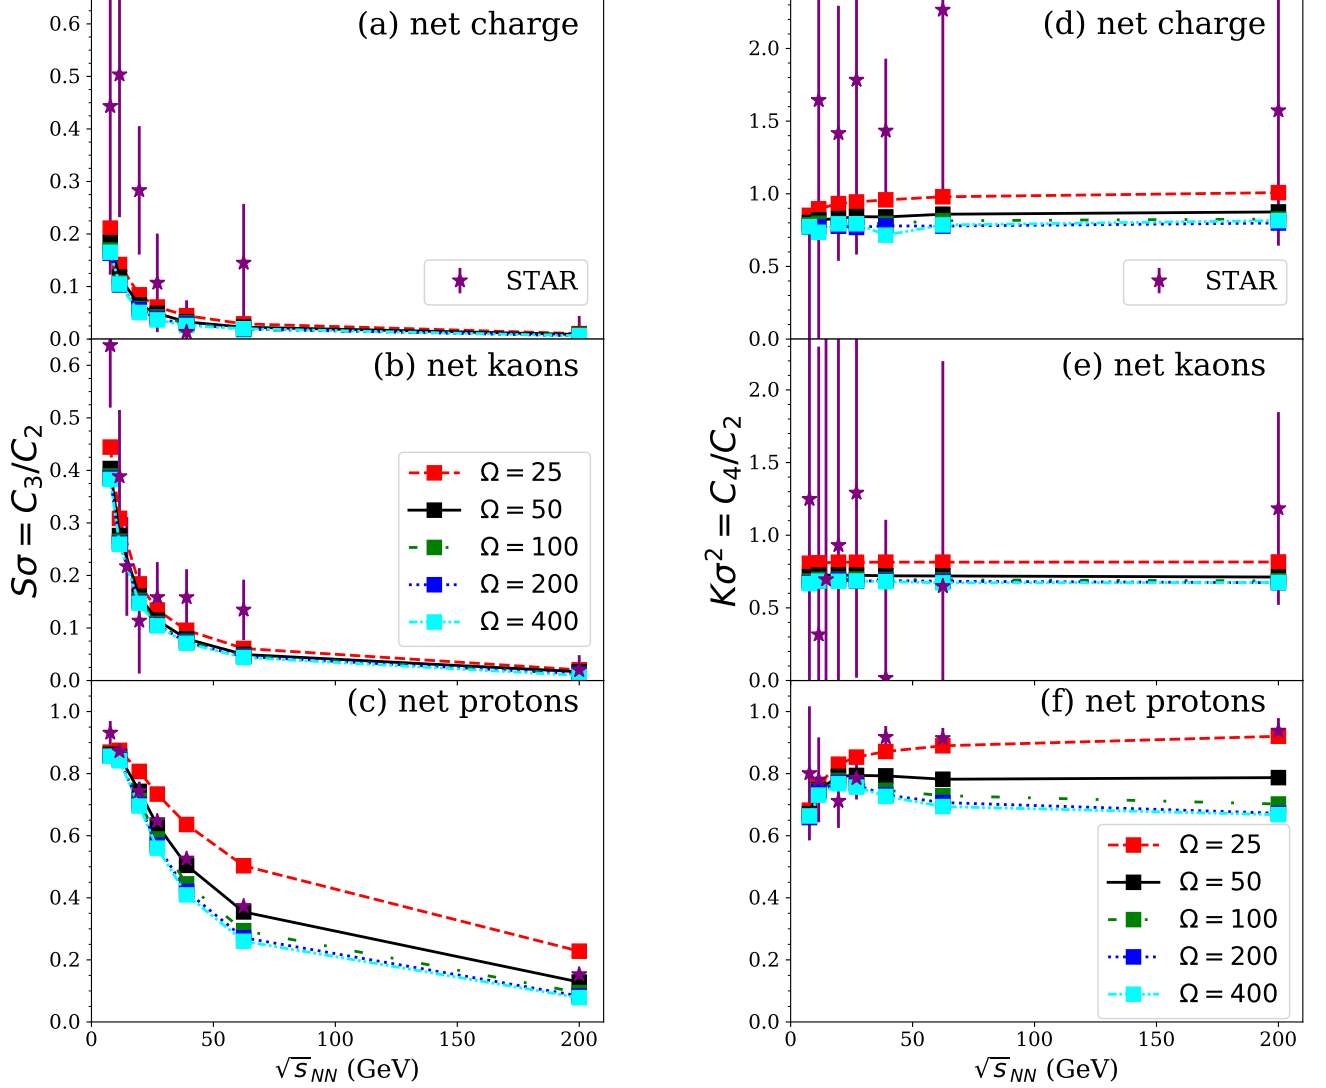 (a) net charge
0.6
0.5
0.4
0.3
0.2
0.1
0.0
STAR
(b) net kaons
0.6
0.5
0.4
0.3
0.2
0.1
0.0
Sσ = C₃/C₂
Ω = 25
Ω = 50
Ω = 100
Ω = 200
Ω = 400
(c) net protons
1.0
0.8
0.6
0.4
0.2
0.0
0 50 100 150 200
√s_NN (GeV)
(d) net charge
2.0
1.5
1.0
0.5
0.0
STAR
(e) net kaons
2.0
1.5
1.0
0.5
0.0
Kσ² = C₄/C₂
(f) net protons
1.0
0.8
0.6
0.4
0.2
0.0
Ω = 25
Ω = 50
Ω = 100
Ω = 200
Ω = 400
0 50 100 150 200
√s_NN (GeV)